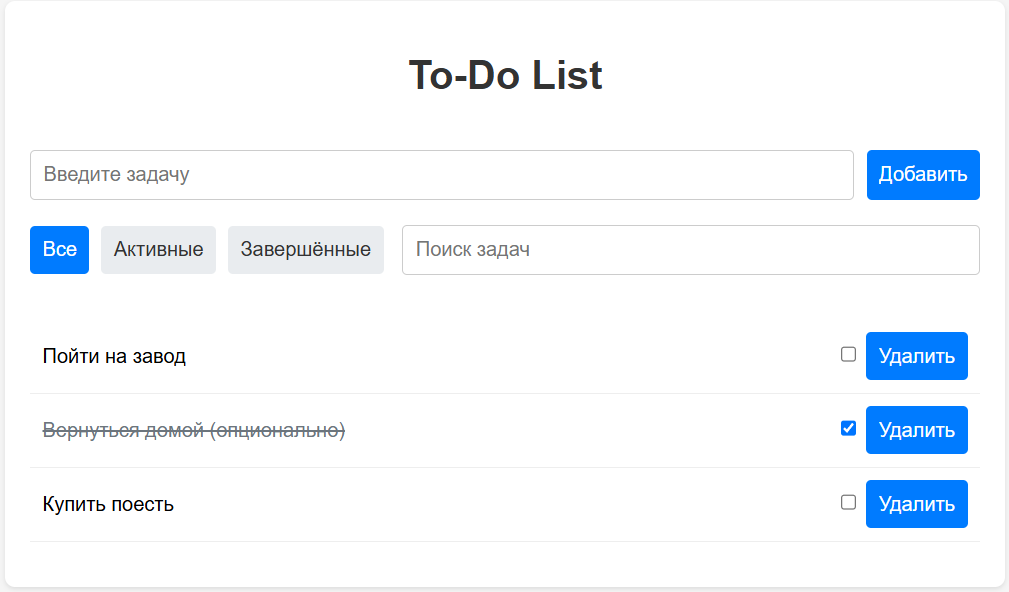 To-Do List
Введите задачу Добавить
Все Активные Завершённые Поиск задач
Пойти на завод Удалить
Вернуться домой (опционально) Удалить
Купить поесть Удалить